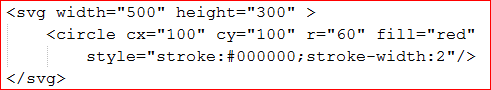 <svg width="500" height="300" >
<circle cx="100" cy="100" r="60" fill="red"
style="stroke:#000000;stroke-width:2"/>
</svg>